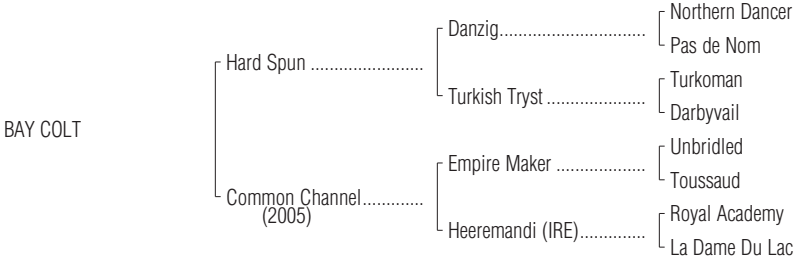 Northern Dancer
Danzig..............................
Pas de Nom
Hard Spun ........................
Turkoman
Turkish Tryst .....................
Darbyvail
BAY COLT
Unbridled
Empire Maker ...................
Toussaud
Common Channel.............
(2005)
Royal Academy
Heeremandi (IRE)..............
La Dame Du Lac